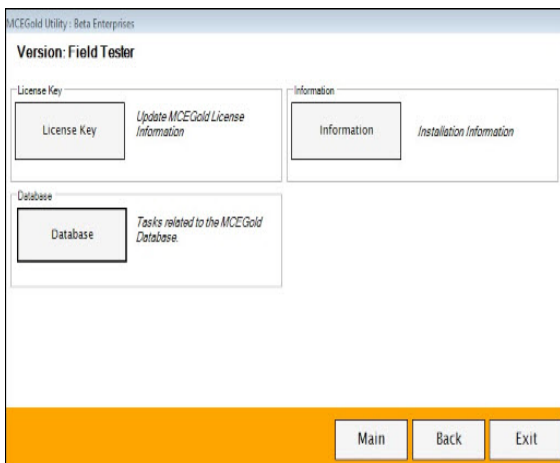 MCEGold Utility : Beta Enterprises
Version: Field Tester
License Key
License Key
Update MCEGold License
Information
Information
Information
Installation Information
Database
Database
Tasks related to the MCEGold
Database.
Main
Back
Exit